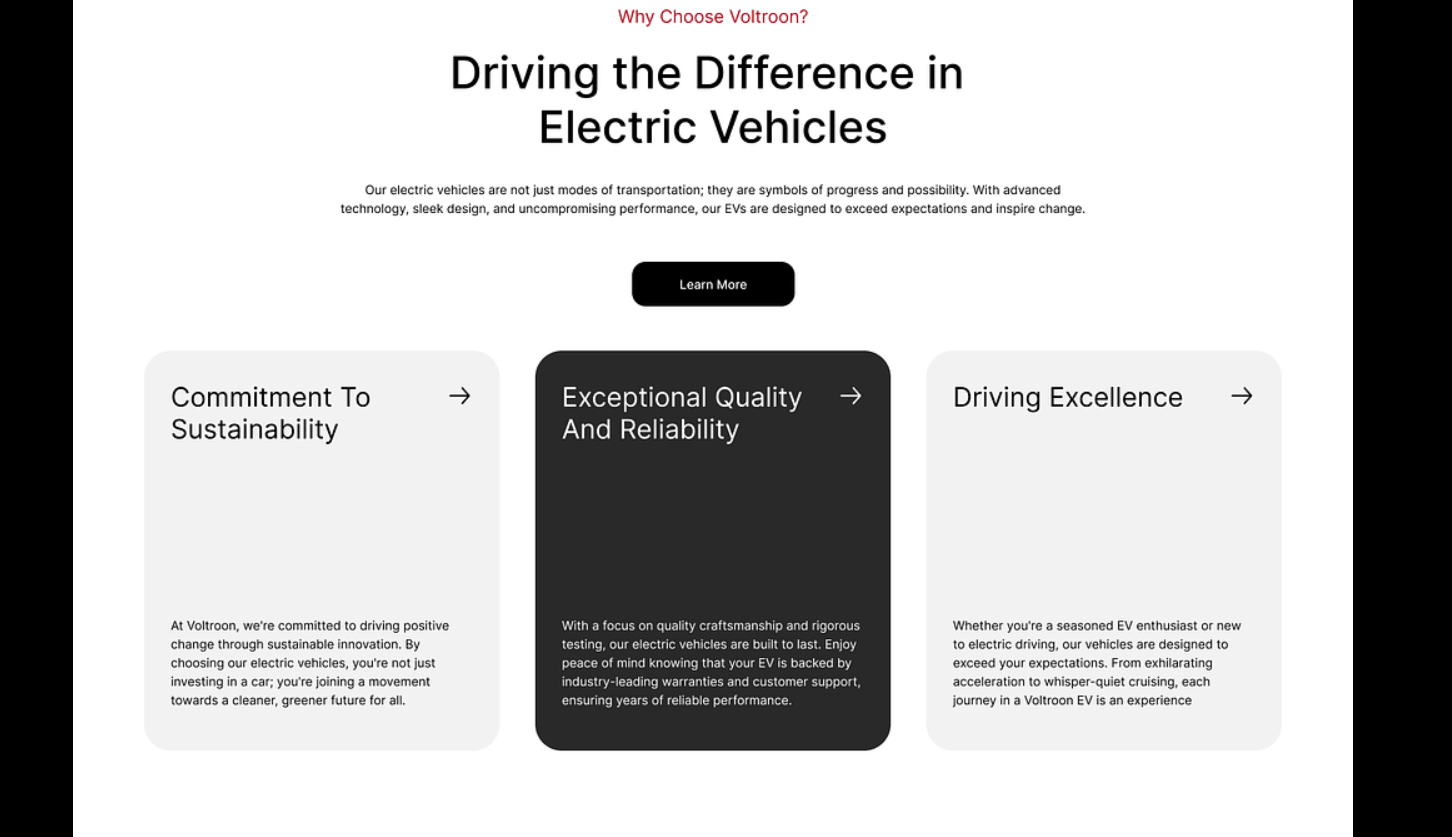 Why Choose Voltroon?
Driving the Difference in
Electric Vehicles
Our electric vehicles are not just modes of transportation; they are symbols of progress and possibility. With advanced
technology, sleek design, and uncompromising performance, our EVs are designed to exceed expectations and inspire change.
Learn More
Commitment To
Sustainability
At Voltroon, we're committed to driving positive
change through sustainable innovation. By
choosing our electric vehicles, you're not just
investing in a car; you're joining a movement
towards a cleaner, greener future for all.
Exceptional Quality
And Reliability
With a focus on quality craftsmanship and rigorous
testing, our electric vehicles are built to last. Enjoy
peace of mind knowing that your EV is backed by
industry-leading warranties and customer support,
ensuring years of reliable performance.
Driving Excellence
Whether you're a seasoned EV enthusiast or new
to electric driving, our vehicles are designed to
exceed your expectations. From exhilarating
acceleration to whisper-quiet cruising, each
journey in a Voltroon EV is an experience